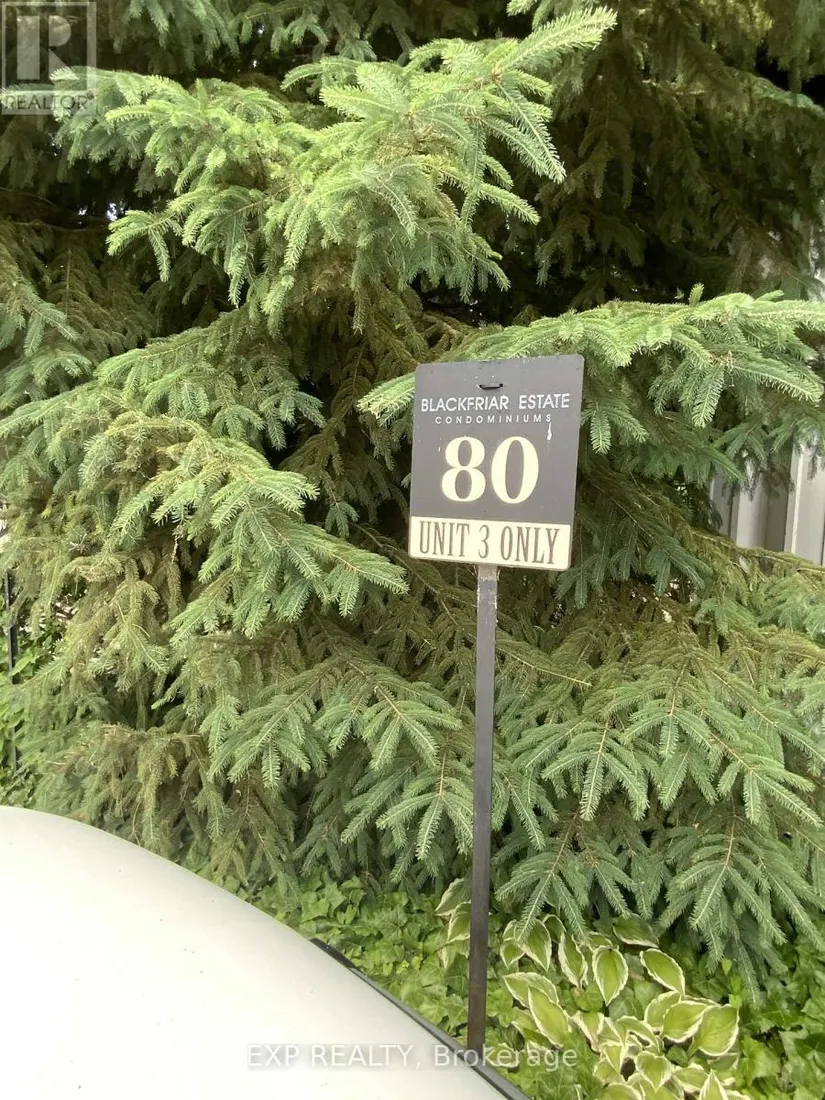 REALTOR®
BLACKFRIAR ESTATE
CONDOMINIUMS
80
UNIT 3 ONLY
EXP REALTY, Brokerage